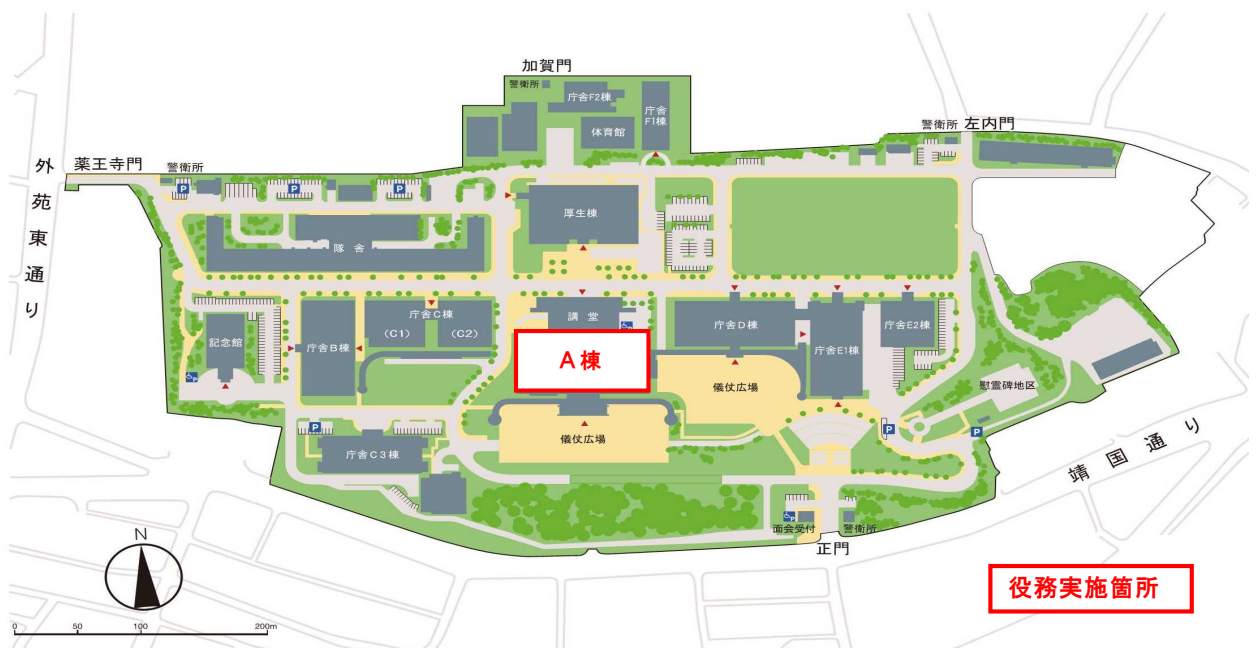 加賀門
警衛所
庁舎F2棟
庁舎F1棟
体育館
警衛所
左内門
外苑東通り
薬王寺門
警衛所
P
P
P
厚生棟
隊舎
講堂
庁舎C棟
(C1)
(C2)
庁舎D棟
庁舎E2棟
記念館
庁舎B棟
A棟
庁舎E1棟
P
儀仗広場
慰霊碑地区
P
儀仗広場
P
P
庁舎C3棟
靖国通り
P
面会受付
警衛所
正門
N
役務実施箇所
0 50 100 200m